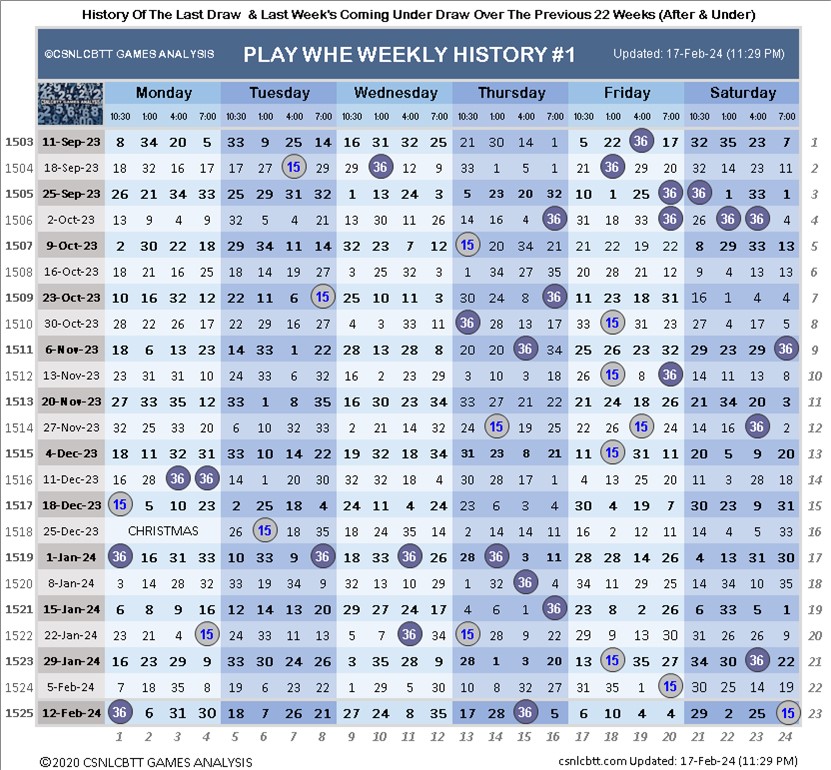 History Of The Last Draw & Last Week's Coming Under Draw Over The Previous 22 Weeks (After & Under)
©CSNLCBTT GAMES ANALYSIS PLAY WHE WEEKLY HISTORY #1 Updated: 17-Feb-24 (11:29 PM)
Monday Tuesday Wednesday Thursday Friday Saturday
10:30 1:00 4:00 7:00 10:30 1:00 4:00 7:00 10:30 1:00 4:00 7:00 10:30 1:00 4:00 7:00 10:30 1:00 4:00 7:00 10:30 1:00 4:00 7:00
1503 11-Sep-23 8 34 20 5 33 9 25 14 16 31 32 25 21 30 14 1 5 22 36 17 32 35 23 7 1
1504 18-Sep-23 18 32 16 17 17 27 15 29 29 36 12 9 33 1 5 1 21 36 29 20 32 14 23 11 2
1505 25-Sep-23 26 21 34 33 25 29 31 32 1 13 24 3 5 23 20 32 10 1 25 36 36 1 33 1 3
1506 2-Oct-23 13 9 4 9 32 5 4 21 13 30 11 26 14 16 4 36 31 18 33 36 26 36 36 4 4
1507 9-Oct-23 2 30 22 18 29 34 11 14 32 23 7 12 15 20 34 21 21 22 19 22 8 29 33 13 5
1508 16-Oct-23 18 21 16 25 18 14 19 27 3 25 32 3 1 34 27 35 20 28 21 12 9 4 13 13 6
1509 23-Oct-23 10 16 32 12 22 11 6 15 25 10 11 3 30 24 8 36 11 23 18 31 16 1 4 4 7
1510 30-Oct-23 28 22 26 17 22 29 16 27 4 3 33 11 36 28 13 17 33 15 31 23 27 4 17 5 8
1511 6-Nov-23 18 6 13 23 14 33 1 22 28 13 28 8 20 20 36 34 25 26 23 32 29 23 29 36 9
1512 13-Nov-23 23 31 31 10 24 33 6 32 16 2 23 29 3 10 3 18 26 15 8 36 14 11 13 8 10
1513 20-Nov-23 27 33 35 12 33 1 8 35 16 30 23 34 33 27 21 22 21 24 18 26 21 34 20 3 11
1514 27-Nov-23 32 25 33 20 6 10 32 33 2 21 14 32 24 15 19 25 22 26 15 24 14 26 36 2 12
1515 4-Dec-23 18 11 32 31 33 10 14 22 19 32 18 34 31 23 8 21 11 15 31 11 20 5 9 20 13
1516 11-Dec-23 16 28 36 36 14 1 20 30 32 9 34 14 30 28 17 1 4 13 25 20 11 3 28 18 14
1517 18-Dec-23 15 5 10 23 2 25 18 4 24 11 4 24 23 6 3 4 30 4 19 7 30 23 9 31 15
1518 25-Dec-23 CHRISTMAS 26 15 18 35 18 24 35 14 2 14 14 11 16 2 12 11 14 4 5 33 16
1519 1-Jan-24 36 16 31 33 10 33 9 36 18 33 36 26 28 36 3 11 28 28 14 26 4 13 31 30 17
1520 8-Jan-24 3 14 28 32 33 19 34 9 32 13 10 29 1 32 36 4 34 11 29 25 14 34 10 35 18
1521 15-Jan-24 6 8 9 16 12 14 13 20 29 27 24 17 4 6 1 36 23 8 2 26 6 33 5 1 19
1522 22-Jan-24 23 21 4 15 24 33 11 13 5 7 36 34 15 28 9 22 29 9 13 30 31 26 26 9 20
1523 29-Jan-24 16 23 29 9 33 30 24 26 3 35 28 9 28 1 3 20 13 15 35 27 34 30 36 22 21
1524 5-Feb-24 7 18 35 8 19 6 23 22 1 29 5 30 10 8 32 27 31 35 1 15 30 25 14 19 22
1525 12-Feb-24 36 6 31 30 18 7 26 21 27 24 8 35 17 28 36 5 6 10 4 4 29 2 25 15 23
1 2 3 4 5 6 7 8 9 10 11 12 13 14 15 16 17 18 19 20 21 22 23 24
©2020 CSNLCBTT GAMES ANALYSIS csnlcbtt.com Updated: 17-Feb-24 (11:29 PM)